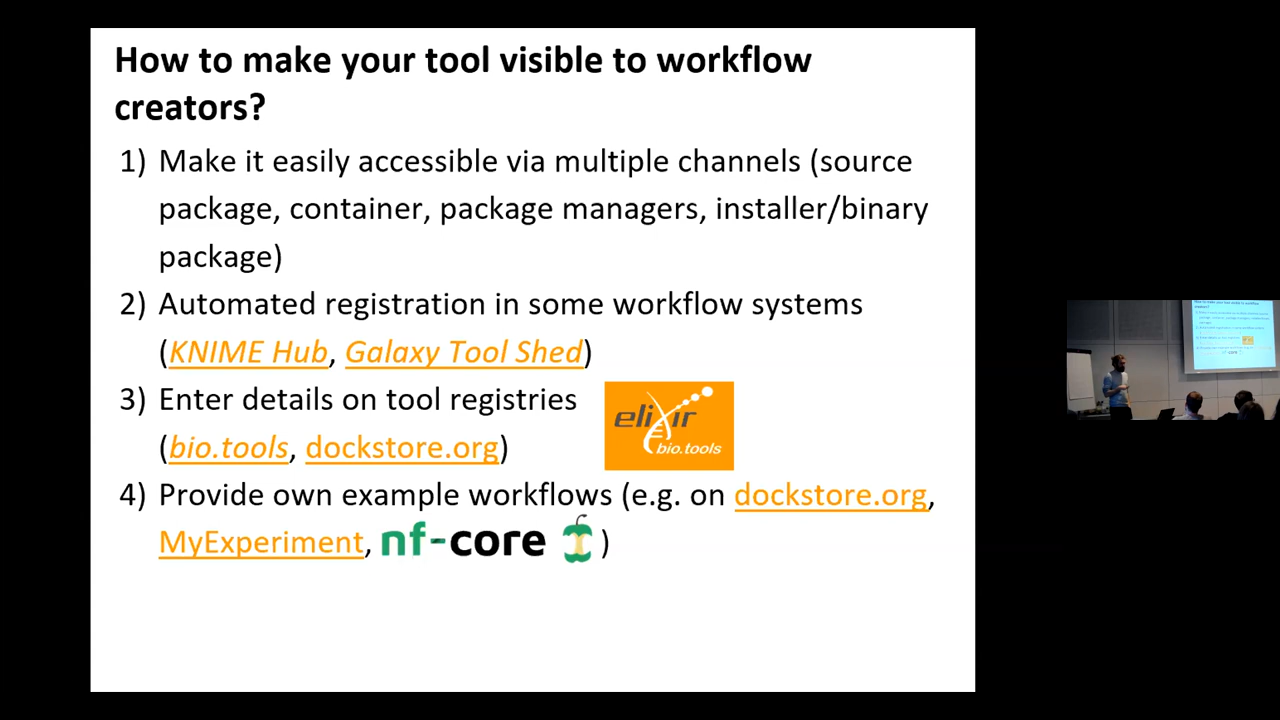 How to make your tool visible to workflow
creators?
1) Make it easily accessible via multiple channels (source
package, container, package managers, installer/binary
package)
2) Automated registration in some workflow systems
(KNIME Hub, Galaxy Tool Shed)
3) Enter details on tool registries
(bio.tools, dockstore.org)
elixir
bio.tools
4) Provide own example workflows (e.g. on dockstore.org,
MyExperiment, nf-core )